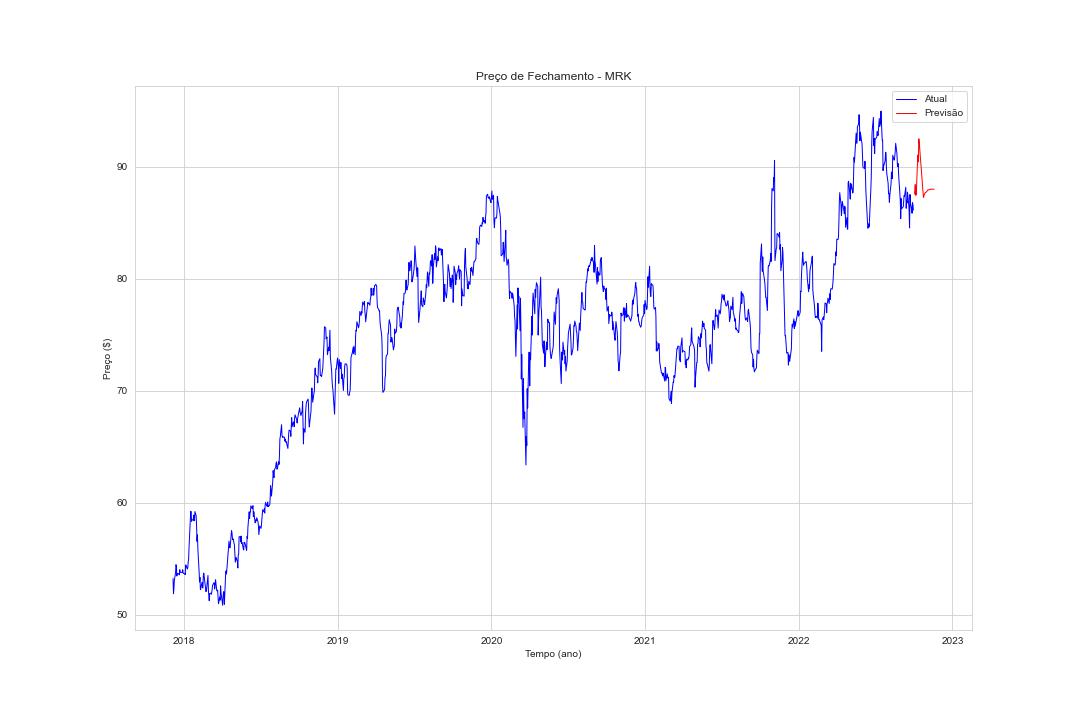 Preço de Fechamento - MRK
Atual
Previsão
Preço ($)
90
80
70
60
50
2018 2019 2020 2021 2022 2023
Tempo (ano)